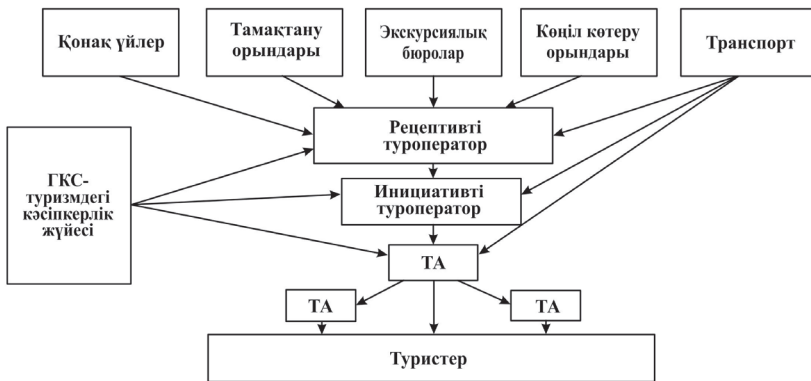 Қонақ үйлер
Тамақтану
орындары
Экскурсиялық
бюролар
Көңіл көтеру
орындары
Транспорт
Рецептивті
туроператор
ГКС-
туризмдегі
кәсіпкерлік
жүйесі
Инициативті
туроператор
ТА
ТА
ТА
Туристер